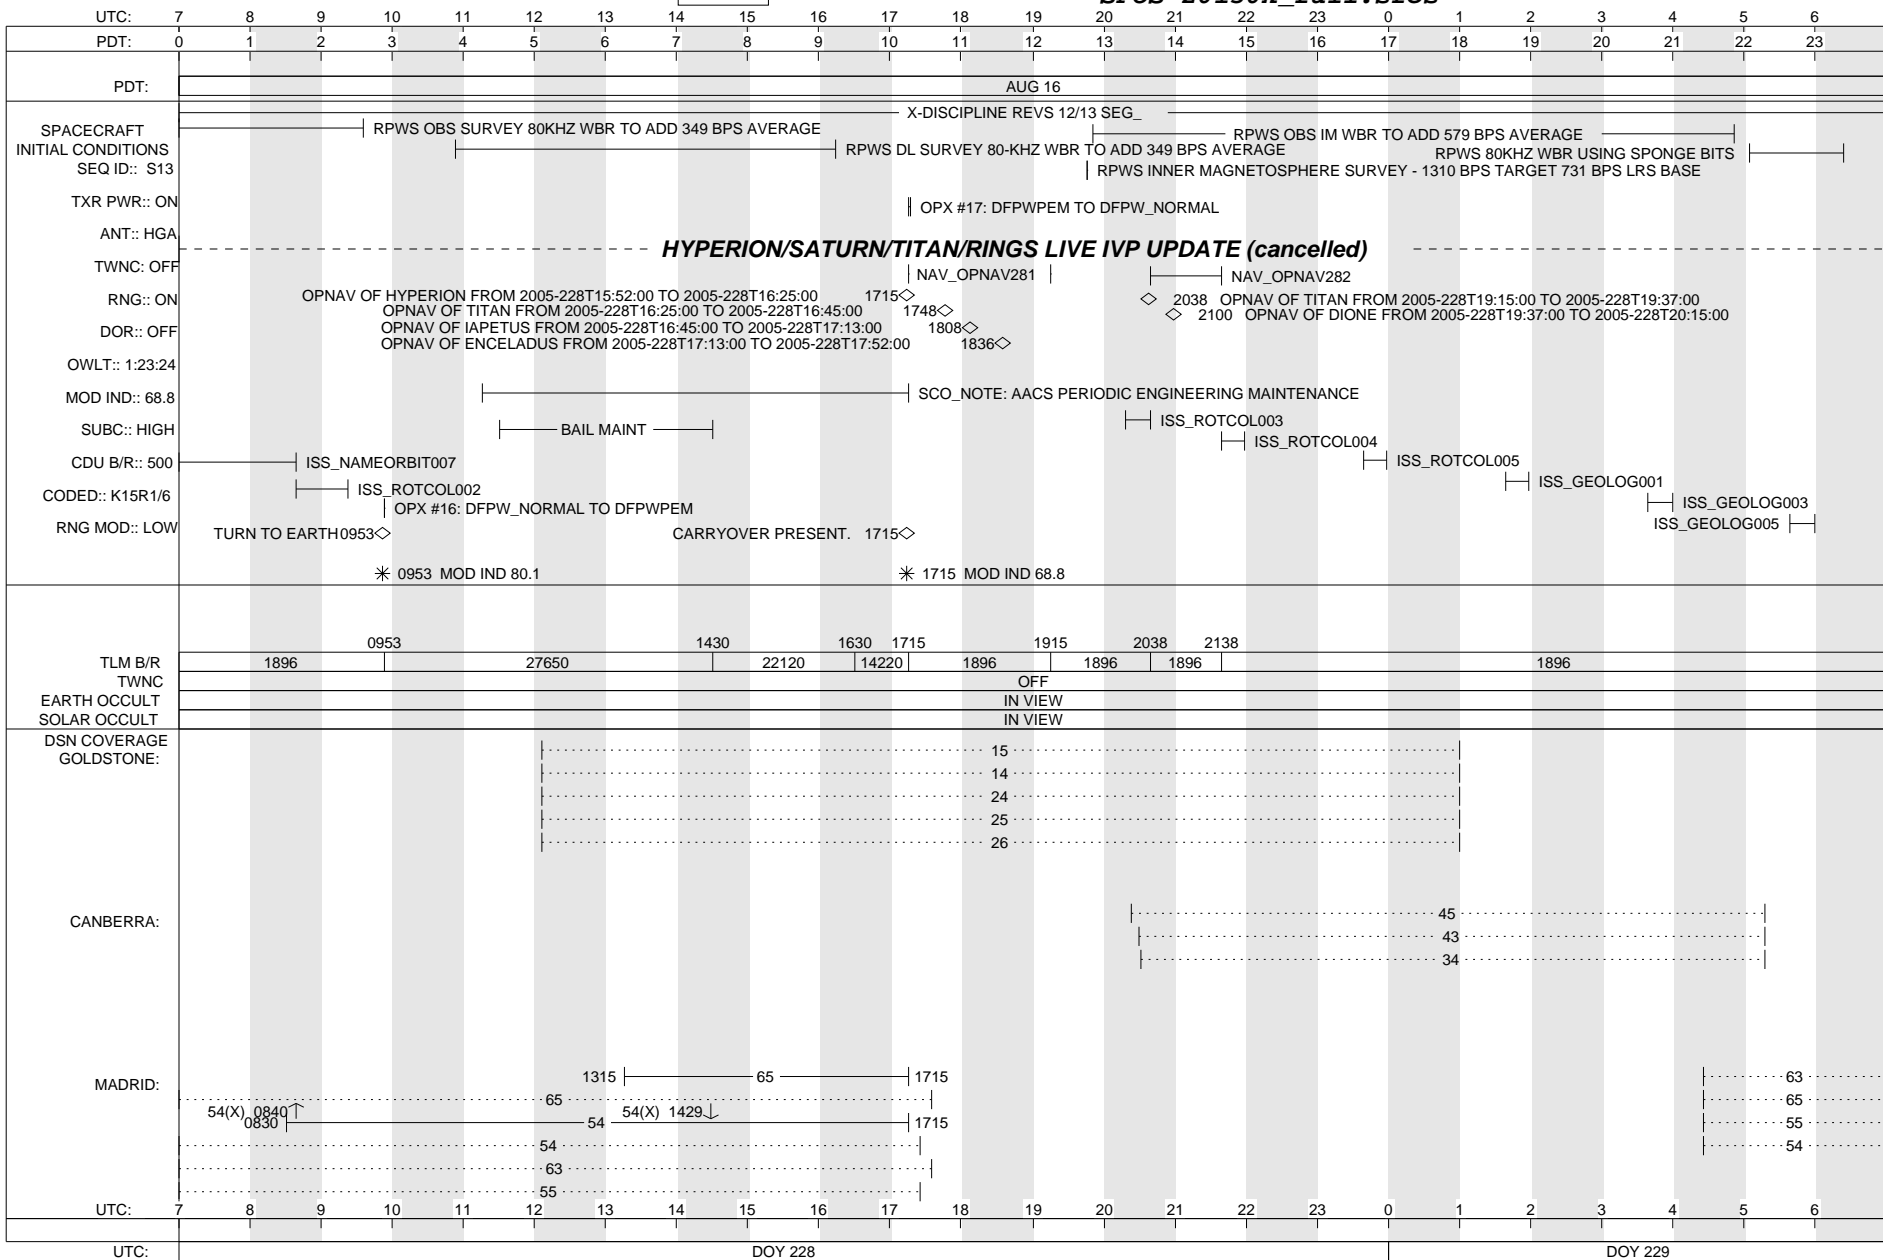 UTC: 7 8 9 10 11 12 13 14 15 16 17 18 19 20 21 22 23 0 1 2 3 4 5 6
PDT: 0 1 2 3 4 5 6 7 8 9 10 11 12 13 14 15 16 17 18 19 20 21 22 23
PDT: AUG 16
X-DISCIPLINE REVS 12/13 SEG_
SPACECRAFT
INITIAL CONDITIONS
SEQ ID:: S13
TXR PWR:: ON
ANT:: HGA
TWNC: OFF
RNG:: ON
DOR:: OFF
OWLT:: 1:23:24
MOD IND:: 68.8
SUBC:: HIGH
CDU B/R:: 500
CODED:: K15R1/6
RNG MOD:: LOW
RPWS OBS SURVEY 80KHZ WBR TO ADD 349 BPS AVERAGE
RPWS OBS IM WBR TO ADD 579 BPS AVERAGE
RPWS DL SURVEY 80-KHZ WBR TO ADD 349 BPS AVERAGE
RPWS 80KHZ WBR USING SPONGE BITS
RPWS INNER MAGNETOSPHERE SURVEY - 1310 BPS TARGET 731 BPS LRS BASE
OPX #17: DFPWPEM TO DFPW_NORMAL
HYPERION/SATURN/TITAN/RINGS LIVE IVP UPDATE (cancelled)
NAV_OPNAV281
NAV_OPNAV282
OPNAV OF HYPERION FROM 2005-228T15:52:00 TO 2005-228T16:25:00 1715
2038 OPNAV OF TITAN FROM 2005-228T19:15:00 TO 2005-228T19:37:00
OPNAV OF TITAN FROM 2005-228T16:25:00 TO 2005-228T16:45:00 1748
2100 OPNAV OF DIONE FROM 2005-228T19:37:00 TO 2005-228T20:15:00
OPNAV OF IAPETUS FROM 2005-228T16:45:00 TO 2005-228T17:13:00 1808
OPNAV OF ENCELADUS FROM 2005-228T17:13:00 TO 2005-228T17:52:00 1836
SCO_NOTE: AACS PERIODIC ENGINEERING MAINTENANCE
ISS_ROTCOL003
BAIL MAINT
ISS_ROTCOL004
ISS_NAMEORBIT007
ISS_ROTCOL005
ISS_ROTCOL002
ISS_GEOLOG001
OPX #16: DFPW_NORMAL TO DFPWPEM
ISS_GEOLOG003
ISS_GEOLOG005
TURN TO EARTH 0953
CARRYOVER PRESENT. 1715
0953 MOD IND 80.1
1715 MOD IND 68.8
0953 1430 1630 1715 1915 2038 2138
TLM B/R 1896 27650 22120 14220 1896 1896 1896 1896
TWNC OFF
EARTH OCCULT IN VIEW
SOLAR OCCULT IN VIEW
DSN COVERAGE
GOLDSTONE:
15
14
24
25
26
CANBERRA:
45
43
34
MADRID:
1315 65 1715
63
65
65
54(X) 0840
54(X) 1429
0830 54 1715
55
54
54
63
55
UTC: 7 8 9 10 11 12 13 14 15 16 17 18 19 20 21 22 23 0 1 2 3 4 5 6
UTC: DOY 228 DOY 229